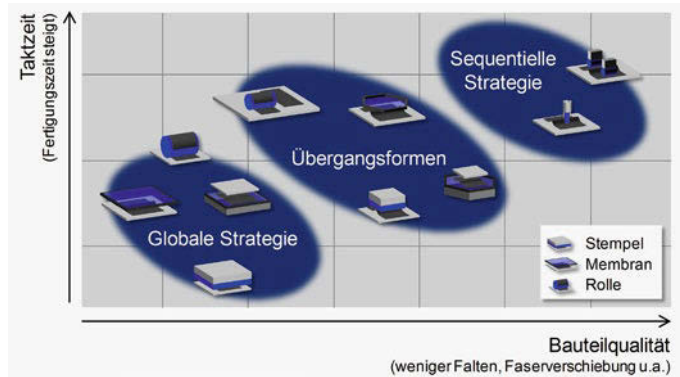 Taktzeit
(Fertigungszeit steigt)
Sequentielle
Strategie
Übergangsformen
Globale Strategie
Stempel
Membran
Rolle
Bauteilqualität
(weniger Falten, Faserverschiebung u.a.)